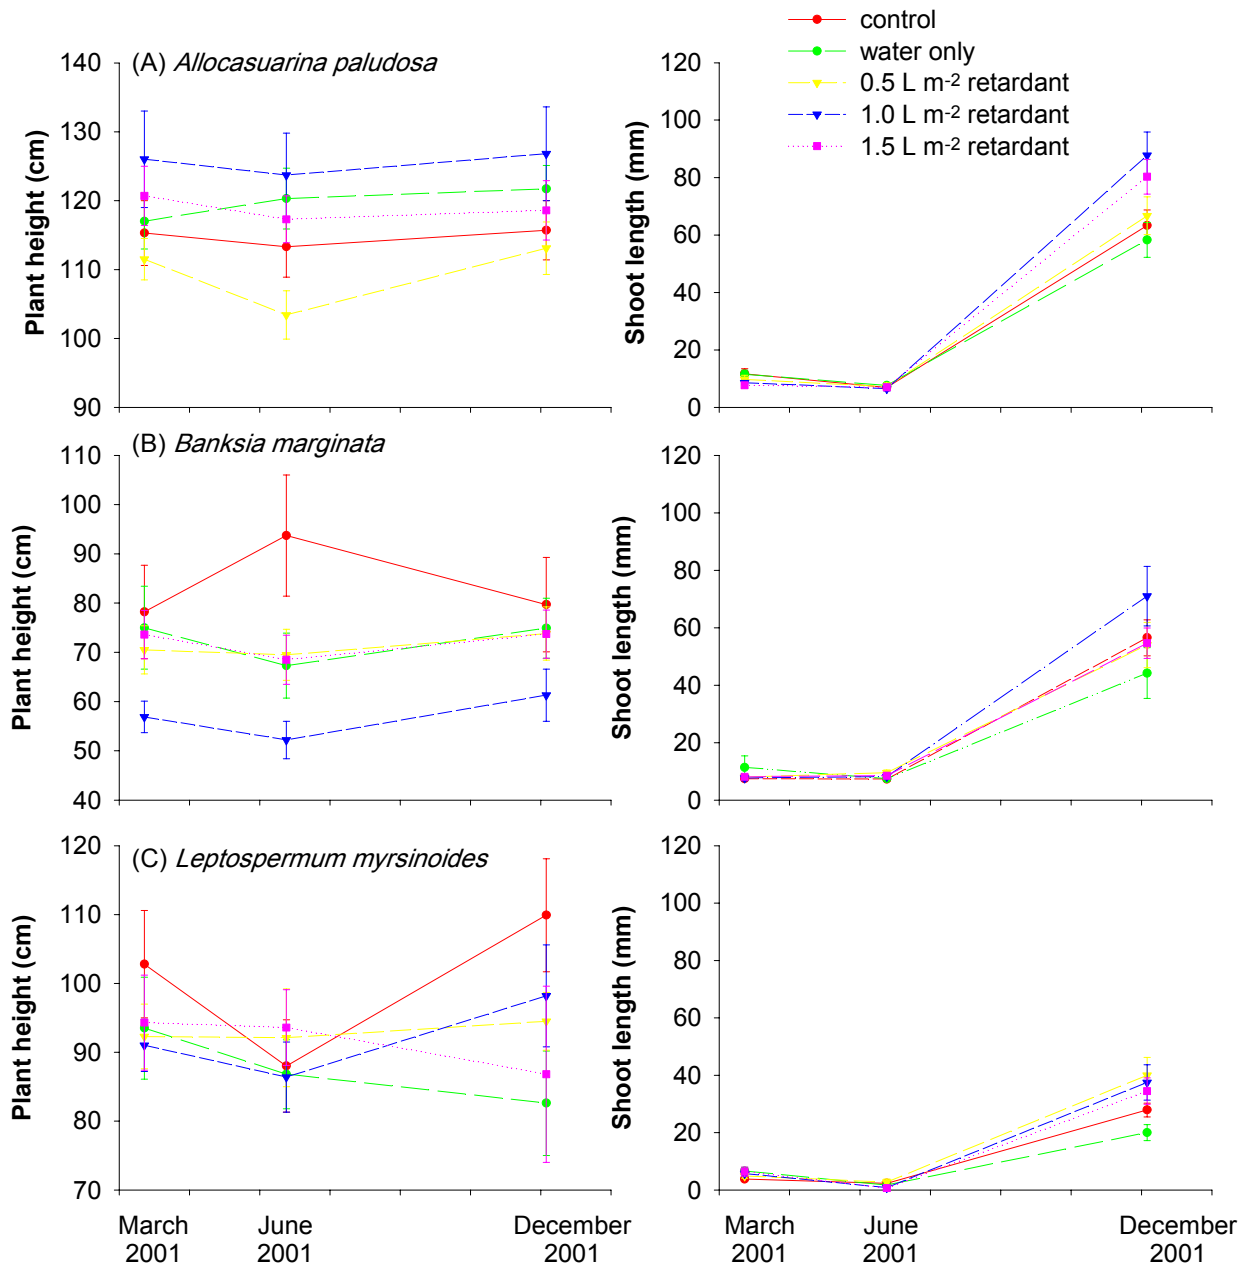 control
water only
0.5 L m-2 retardant
1.0 L m-2 retardant
1.5 L m-2 retardant
(A) Allocasuarina paludosa
Plant height (cm)
140
130
120
110
100
90
Shoot length (mm)
120
100
80
60
40
20
0
(B) Banksia marginata
Plant height (cm)
110
100
90
80
70
60
50
40
Shoot length (mm)
120
100
80
60
40
20
0
(C) Leptospermum myrsinoides
Plant height (cm)
120
110
100
90
80
70
Shoot length (mm)
120
100
80
60
40
20
0
March June December
2001 2001 2001
March June December
2001 2001 2001